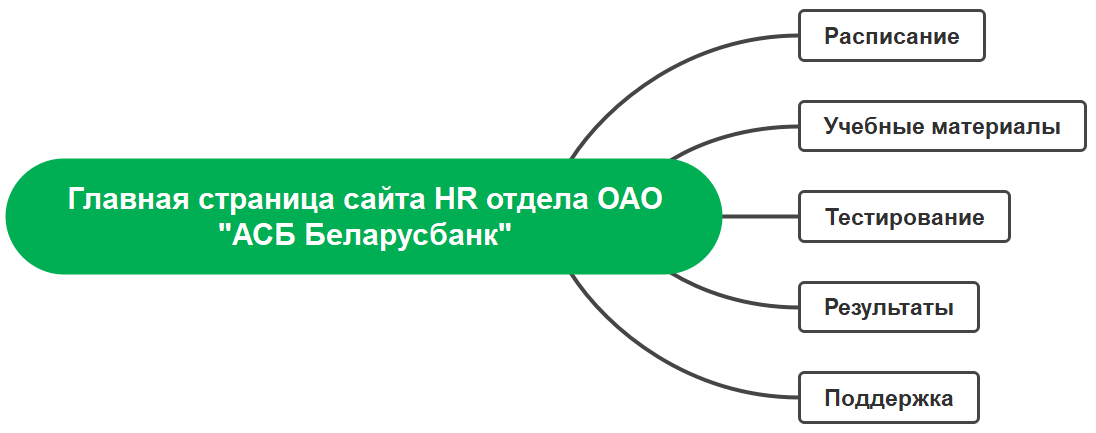 Расписание
Учебные материалы
Главная страница сайта HR отдела ОАО
"АСБ Беларусбанк"
Тестирование
Результаты
Поддержка